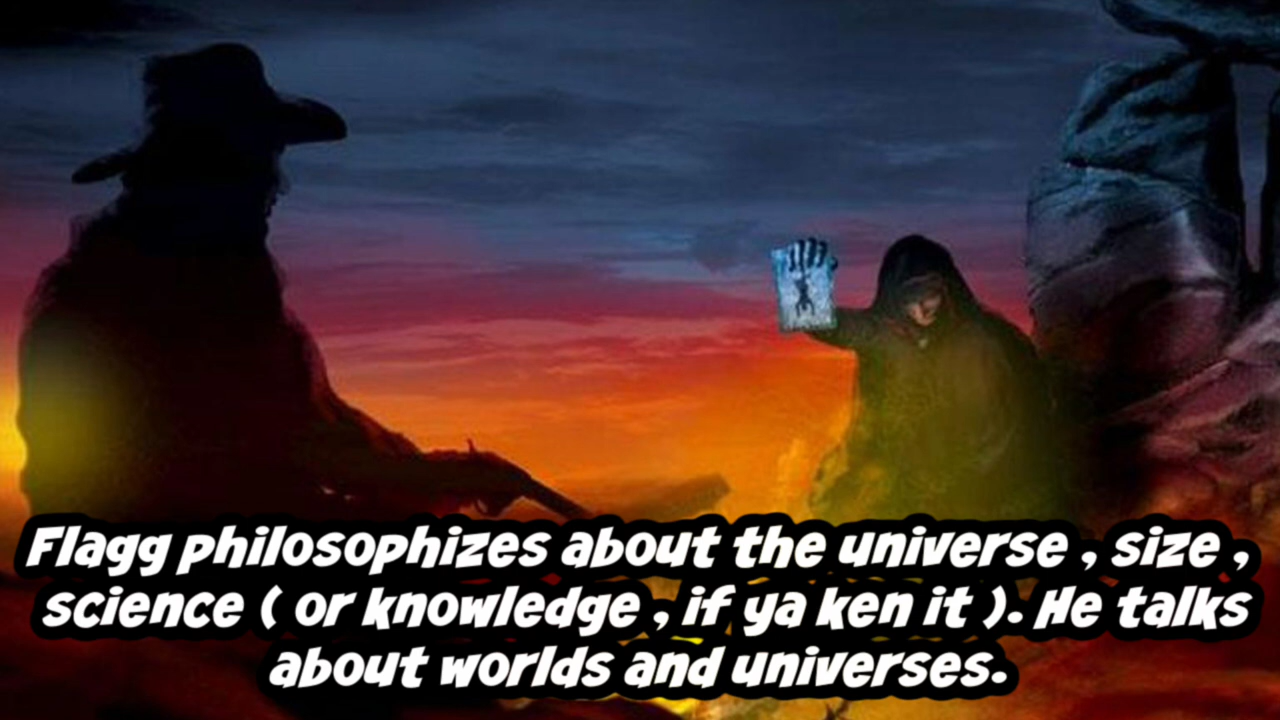 Flagg philosophizes about the universe , size ,
science ( or knowledge , if ya ken it ). He talks
about worlds and universes.